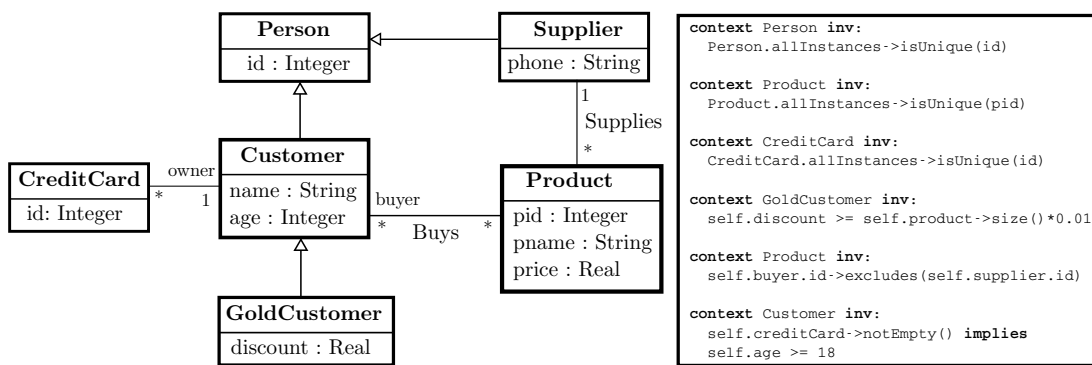 Person
id : Integer
Supplier
phone : String
1
Supplies
*
CreditCard
id: Integer
*
owner
1
Customer
name : String
age : Integer
buyer
*
Buys
*
Product
pid : Integer
pname : String
price : Real
GoldCustomer
discount : Real
context Person inv:
Person.allInstances->isUnique(id)
context Product inv:
Product.allInstances->isUnique(pid)
context CreditCard inv:
CreditCard.allInstances->isUnique(id)
context GoldCustomer inv:
self.discount >= self.product->size()*0.01
context Product inv:
self.buyer.id->excludes(self.supplier.id)
context Customer inv:
self.creditCard->notEmpty() implies
self.age >= 18